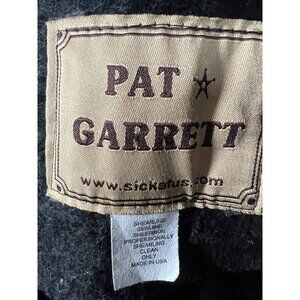 PAT
GARRETT
www.sickafus.com
SHEARLING
GENUINE
SHEEPSKIN
PROFESSIONALLY
SHEARLING
CLEAN
ONLY
MADE IN USA